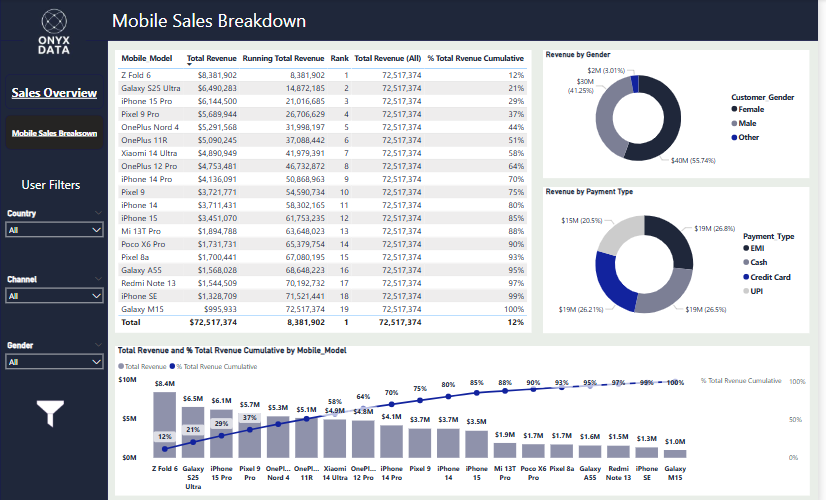 ONYX
DATA
Mobile Sales Breakdown
Sales Overview
Mobile Sales Breaksown
User Filters
Country
All
Channel
All
Gender
All
Mobile_Model Total Revenue Running Total Revenue Rank Total Revenue (All) % Total Rvenue Cumulative
Z Fold 6 $8,381,902 8,381,902 1 72,517,374 12%
Galaxy S25 Ultra $6,490,283 14,872,185 2 72,517,374 21%
iPhone 15 Pro $6,144,500 21,016,685 3 72,517,374 29%
Pixel 9 Pro $5,689,944 26,706,629 4 72,517,374 37%
OnePlus Nord 4 $5,291,568 31,998,197 5 72,517,374 44%
OnePlus 11R $5,090,245 37,088,442 6 72,517,374 51%
Xiaomi 14 Ultra $4,890,949 41,979,391 7 72,517,374 58%
OnePlus 12 Pro $4,753,481 46,732,872 8 72,517,374 64%
iPhone 14 Pro $4,136,091 50,868,963 9 72,517,374 70%
Pixel 9 $3,721,771 54,590,734 10 72,517,374 75%
iPhone 14 $3,711,431 58,302,165 11 72,517,374 80%
iPhone 15 $3,451,070 61,753,235 12 72,517,374 85%
Mi 13T Pro $1,894,788 63,648,023 13 72,517,374 88%
Poco X6 Pro $1,731,731 65,379,754 14 72,517,374 90%
Pixel 8a $1,700,441 67,080,195 15 72,517,374 93%
Galaxy A55 $1,568,028 68,648,223 16 72,517,374 95%
Redmi Note 13 $1,544,509 70,192,732 17 72,517,374 97%
iPhone SE $1,328,709 71,521,441 18 72,517,374 99%
Galaxy M15 $995,933 72,517,374 19 72,517,374 100%
Total $72,517,374 8,381,902 1 72,517,374 12%
Revenue by Gender
$2M (3.01%)
$30M
(41.25%)
$40M (55.74%)
Customer_Gender
Female
Male
Other
Revenue by Payment Type
$15M (20.5%)
$19M (26.8%)
$19M (26.21%)
$19M (26.5%)
Payment_Type
EMI
Cash
Credit Card
UPI
Total Revenue and % Total Rvenue Cumulative by Mobile_Model
Total Revenue % Total Rvenue Cumulative
$10M
$5M
$0M
$8.4M $6.5M $6.1M $5.7M $5.3M $5.1M $4.9M $4.8M $4.1M $3.7M $3.7M $3.5M $1.9M $1.7M $1.7M $1.6M $1.5M $1.3M $1.0M
12% 21% 29% 37% 58% 64% 70% 75% 80% 85% 88% 90% 93% 95% 97% 99% 100%
% Total Rvenue Cumulative
100%
50%
0%
Z Fold 6 Galaxy iPhone Pixel 9 OnePl... OnePl... Xiaomi OnePl... iPhone Pixel 9 iPhone iPhone Mi 13T Poco X6 Pixel 8a Galaxy Redmi iPhone Galaxy
S25 15 Pro Pro Nord 4 11R 14 Ultra 12 Pro 14 Pro 14 15 Pro Pro A55 Note 13 SE M15
Ultra